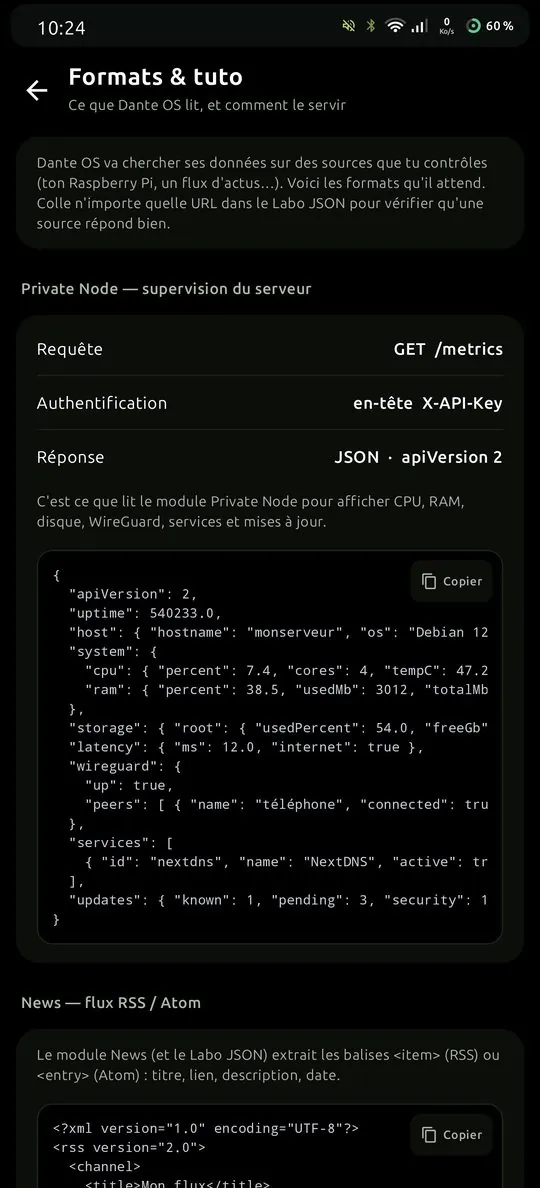 10:24
0
Ko/s
60 %
Formats & tuto
Ce que Dante OS lit, et comment le servir
Dante OS va chercher ses données sur des sources que tu contrôles
(ton Raspberry Pi, un flux d'actus…). Voici les formats qu'il attend.
Colle n'importe quelle URL dans le Labo JSON pour vérifier qu'une
source répond bien.
Private Node — supervision du serveur
Requête GET /metrics
Authentification en-tête X-API-Key
Réponse JSON · apiVersion 2
C'est ce que lit le module Private Node pour afficher CPU, RAM,
disque, WireGuard, services et mises à jour.
Copier
{
"apiVersion": 2,
"uptime": 540233.0,
"host": { "hostname": "monserveur", "os": "Debian 12
"system": {
"cpu": { "percent": 7.4, "cores": 4, "tempC": 47.2
"ram": { "percent": 38.5, "usedMb": 3012, "totalMb
},
"storage": { "root": { "usedPercent": 54.0, "freeGb"
"latency": { "ms": 12.0, "internet": true },
"wireguard": {
"up": true,
"peers": [ { "name": "téléphone", "connected": tru
},
"services": [
{ "id": "nextdns", "name": "NextDNS", "active": tr
],
"updates": { "known": 1, "pending": 3, "security": 1
}
News — flux RSS / Atom
Le module News (et le Labo JSON) extrait les balises <item> (RSS) ou
<entry> (Atom) : titre, lien, description, date.
Copier
<?xml version="1.0" encoding="UTF-8"?>
<rss version="2.0">
<channel>
<title>Mon flux</title>